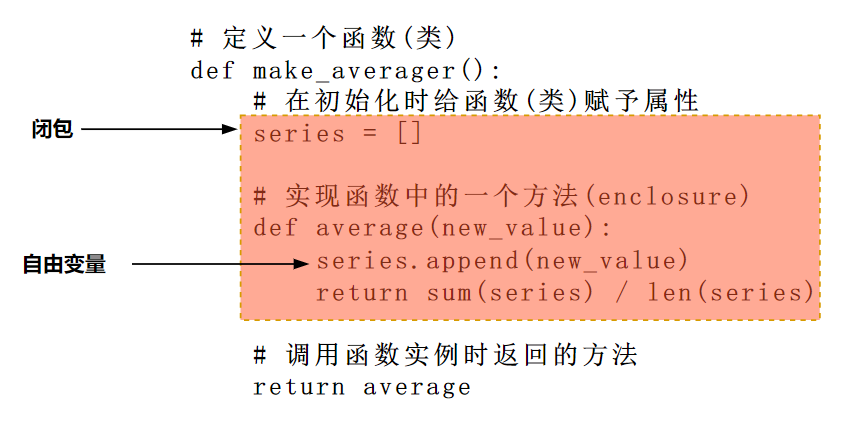 # 定义一个函数(类)
def make_averager():
# 在初始化时给函数(类)赋予属性
闭包
series = []
# 实现函数中的一个方法(enclosure)
def average(new_value):
自由变量
series.append(new_value)
return sum(series) / len(series)
# 调用函数实例时返回的方法
return average